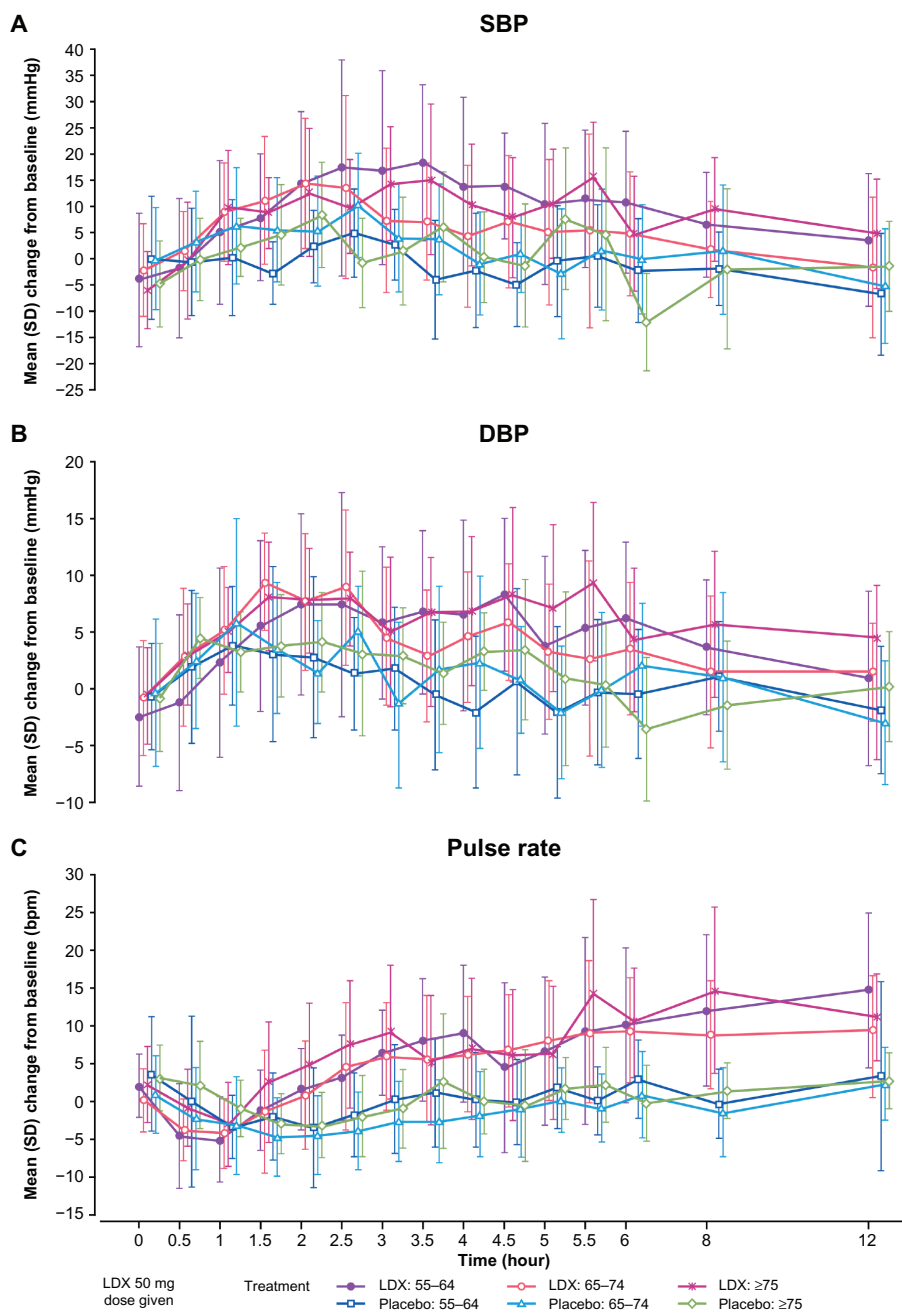 A
SBP
Mean (SD) change from baseline (mmHg)
40
35
30
25
20
15
10
5
0
−5
−10
−15
−20
−25
B
DBP
Mean (SD) change from baseline (mmHg)
20
15
10
5
0
−5
−10
C
Pulse rate
Mean (SD) change from baseline (bpm)
30
25
20
15
10
5
0
−5
−10
−15
0 0.5 1 1.5 2 2.5 3 3.5 4 4.5 5 5.5 6 8 12
Time (hour)
LDX 50 mg
dose given
Treatment
LDX: 55–64 LDX: 65–74 LDX: ≥75
Placebo: 55–64 Placebo: 65–74 Placebo: ≥75